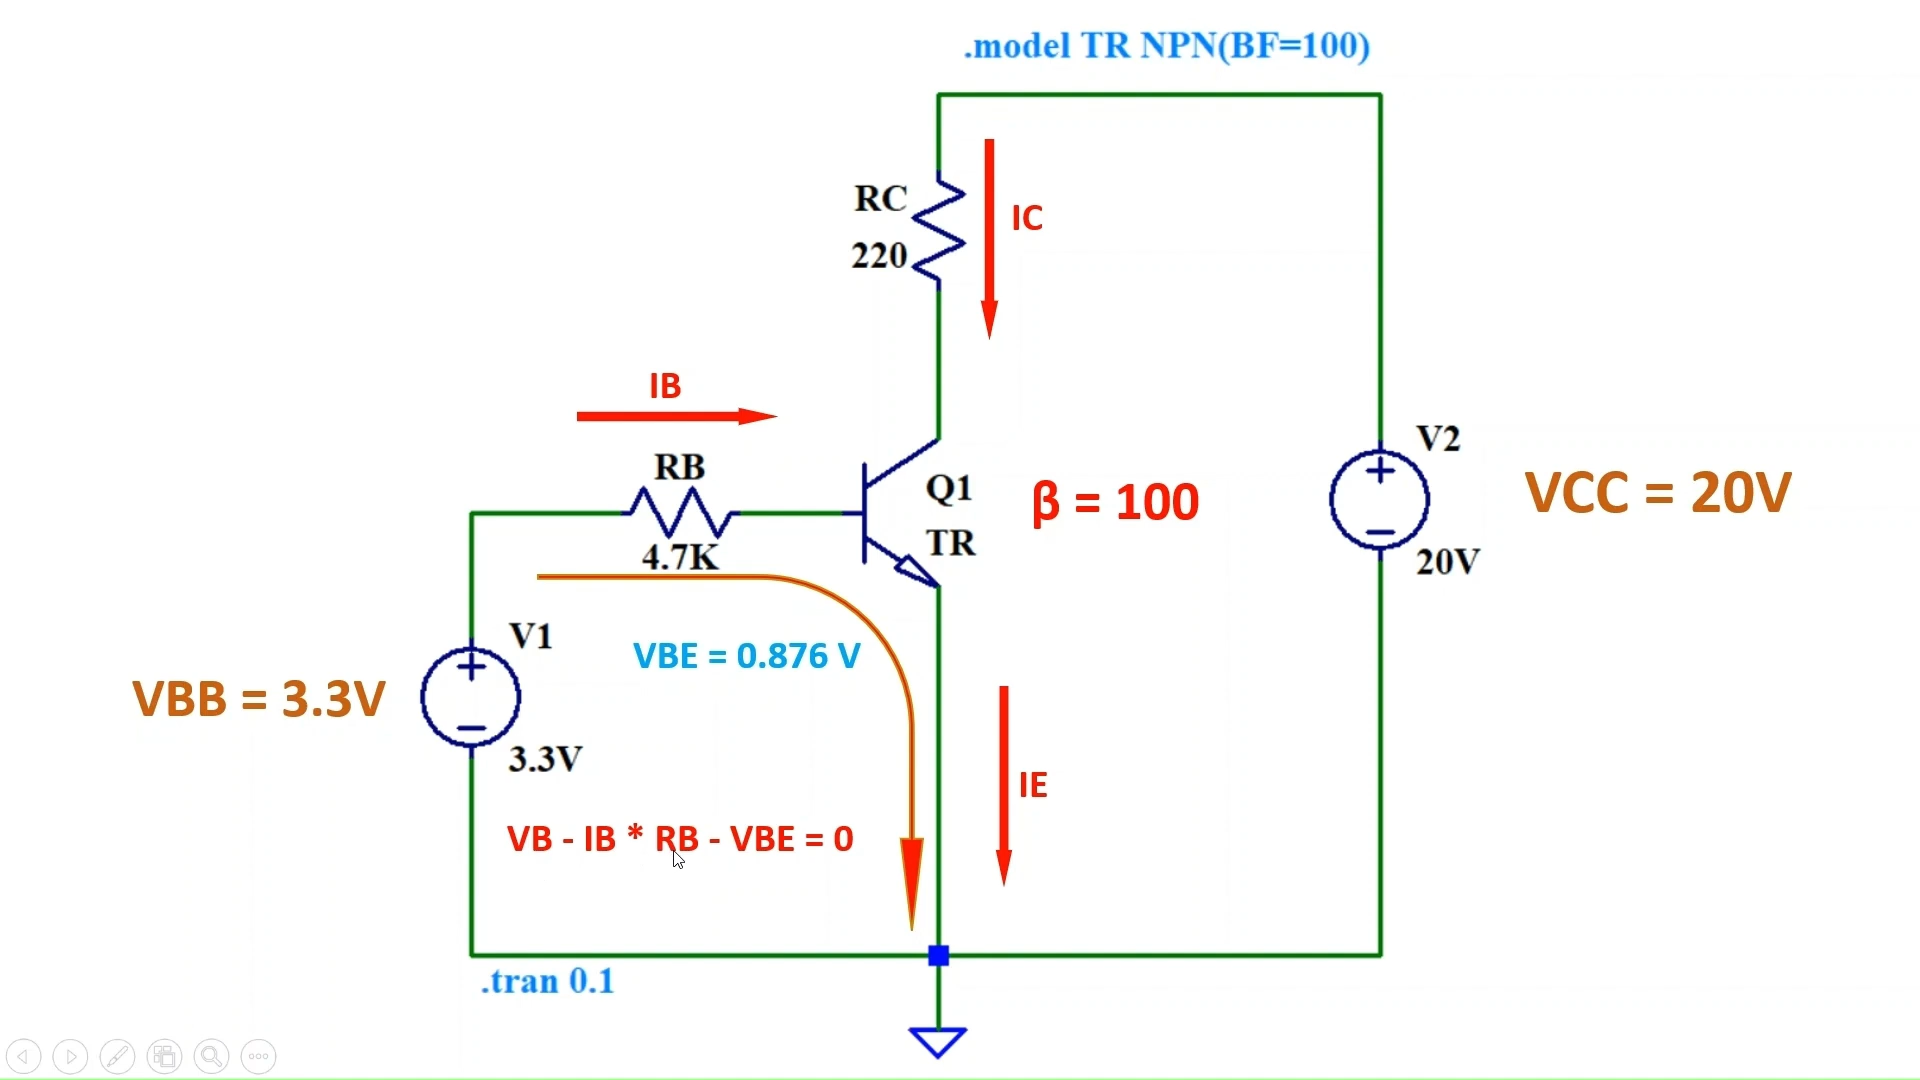 .model TR NPN(BF=100)
RC
220
IC
IB
RB
4.7K
Q1
TR
β = 100
V2
20V
VCC = 20V
V1
3.3V
VBB = 3.3V
VBE = 0.876 V
IE
VB - IB * RB - VBE = 0
.tran 0.1